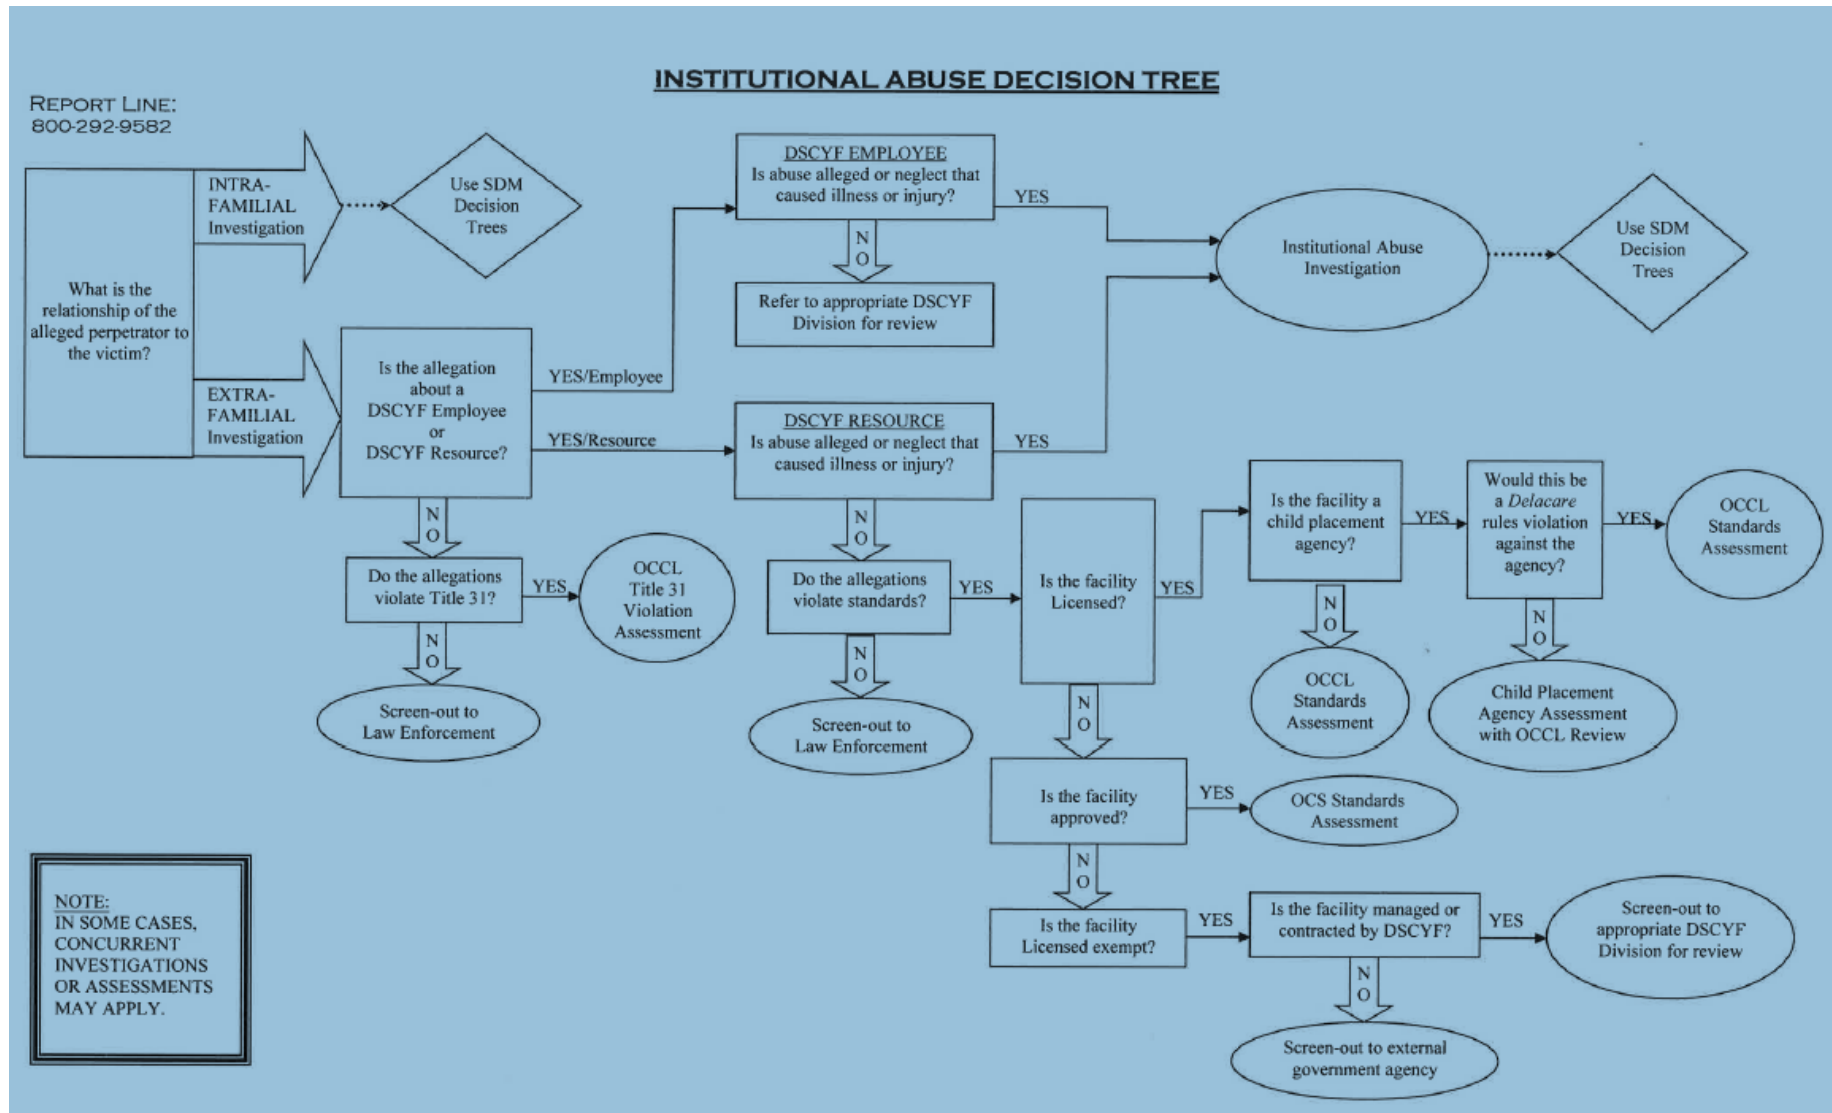 INSTITUTIONAL ABUSE DECISION TREE
REPORT LINE:
800-292-9582
What is the
relationship of the
alleged perpetrator to
the victim?
INTRA-
FAMILIAL
Investigation
Use SDM
Decision
Trees
EXTRA-
FAMILIAL
Investigation
Is the allegation
about a
DSCYF Employee
or
DSCYF Resource?
YES/Employee
YES/Resource
DSCYF EMPLOYEE
Is abuse alleged or neglect that
caused illness or injury?
YES
N
O
Refer to appropriate DSCYF
Division for review
Institutional Abuse
Investigation
Use SDM
Decision
Trees
DSCYF RESOURCE
Is abuse alleged or neglect that
caused illness or injury?
YES
N
O
Do the allegations
violate Title 31?
YES
OCCL
Title 31
Violation
Assessment
N
O
Screen-out to
Law Enforcement
N
O
Do the allegations
violate standards?
YES
N
O
Screen-out to
Law Enforcement
Is the facility
Licensed?
YES
Is the facility a
child placement
agency?
YES
Would this be
a Delacare
rules violation
against the
agency?
YES
OCCL
Standards
Assessment
N
O
OCCL
Standards
Assessment
N
O
Child Placement
Agency Assessment
with OCCL Review
N
O
Is the facility
approved?
YES
OCS Standards
Assessment
N
O
Is the facility
Licensed exempt?
YES
Is the facility managed or
contracted by DSCYF?
YES
Screen-out to
appropriate DSCYF
Division for review
N
O
Screen-out to external
government agency
NOTE:
IN SOME CASES,
CONCURRENT
INVESTIGATIONS
OR ASSESSMENTS
MAY APPLY.